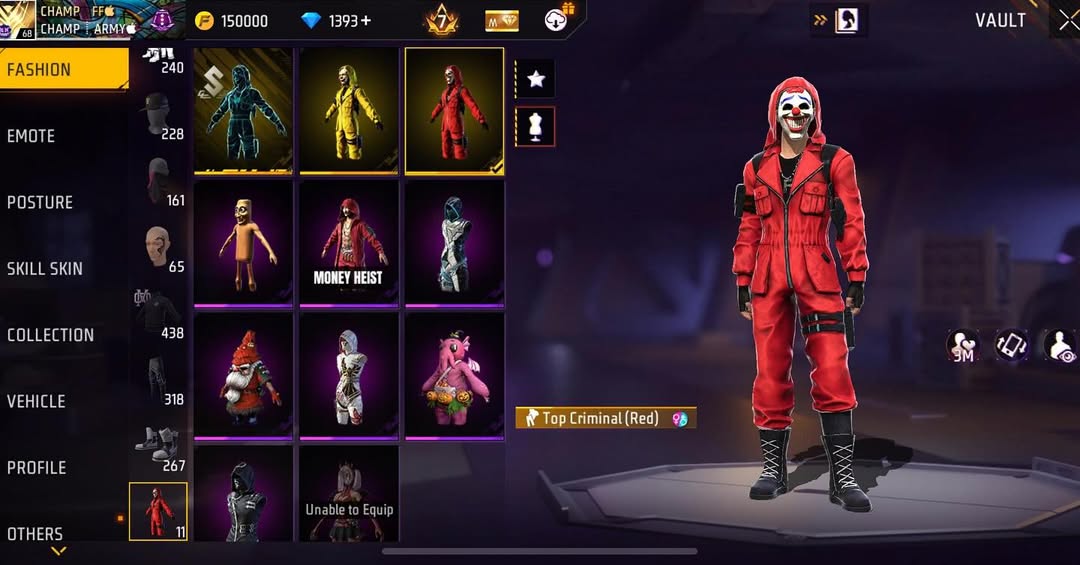 CHAMP FF
CHAMP ARMY
68
150000
1393+
7
M
VAULT
FASHION
EMOTE
POSTURE
SKILL SKIN
COLLECTION
VEHICLE
PROFILE
OTHERS
240
228
161
65
438
318
267
11
S
MONEY HEIST
Unable to Equip
Top Criminal (Red)
3M